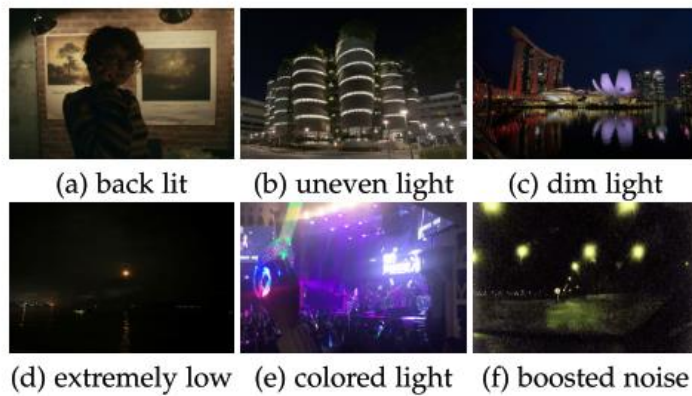 (a) back lit
(b) uneven light
(c) dim light
(d) extremely low
(e) colored light
(f) boosted noise